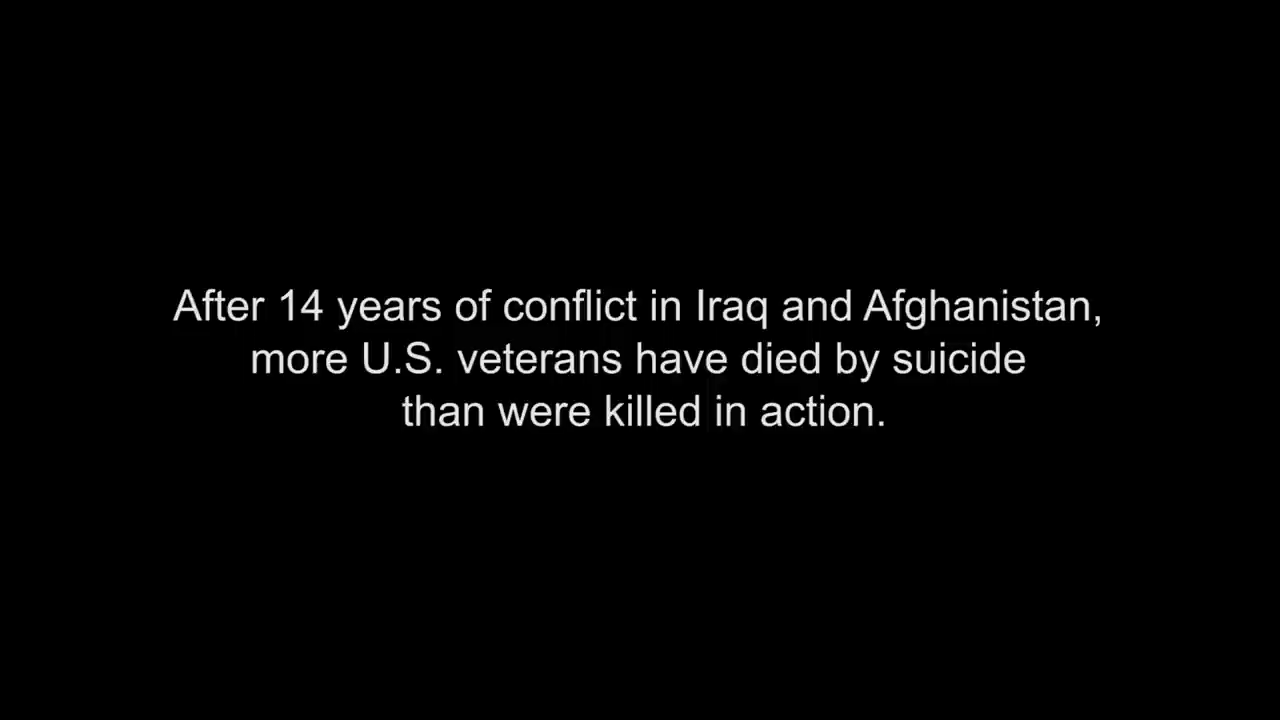 After 14 years of conflict in Iraq and Afghanistan,
more U.S. veterans have died by suicide
than were killed in action.